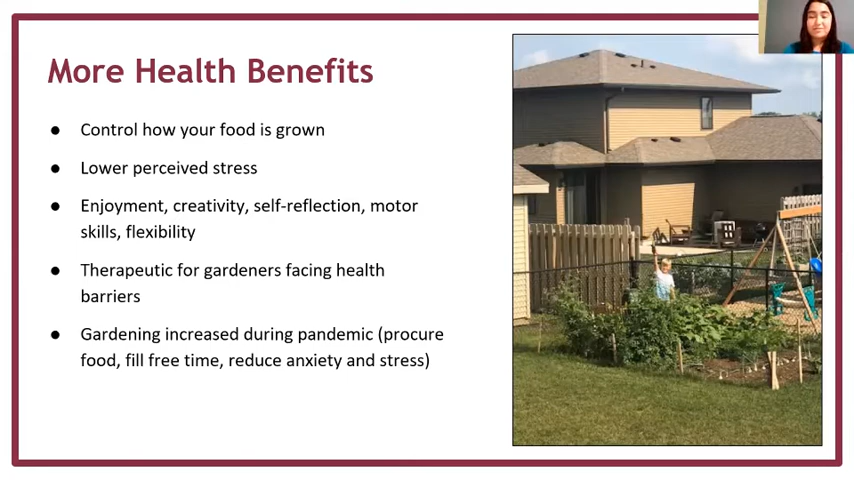 More Health Benefits
● Control how your food is grown
● Lower perceived stress
● Enjoyment, creativity, self-reflection, motor
skills, flexibility
● Therapeutic for gardeners facing health
barriers
● Gardening increased during pandemic (procure
food, fill free time, reduce anxiety and stress)